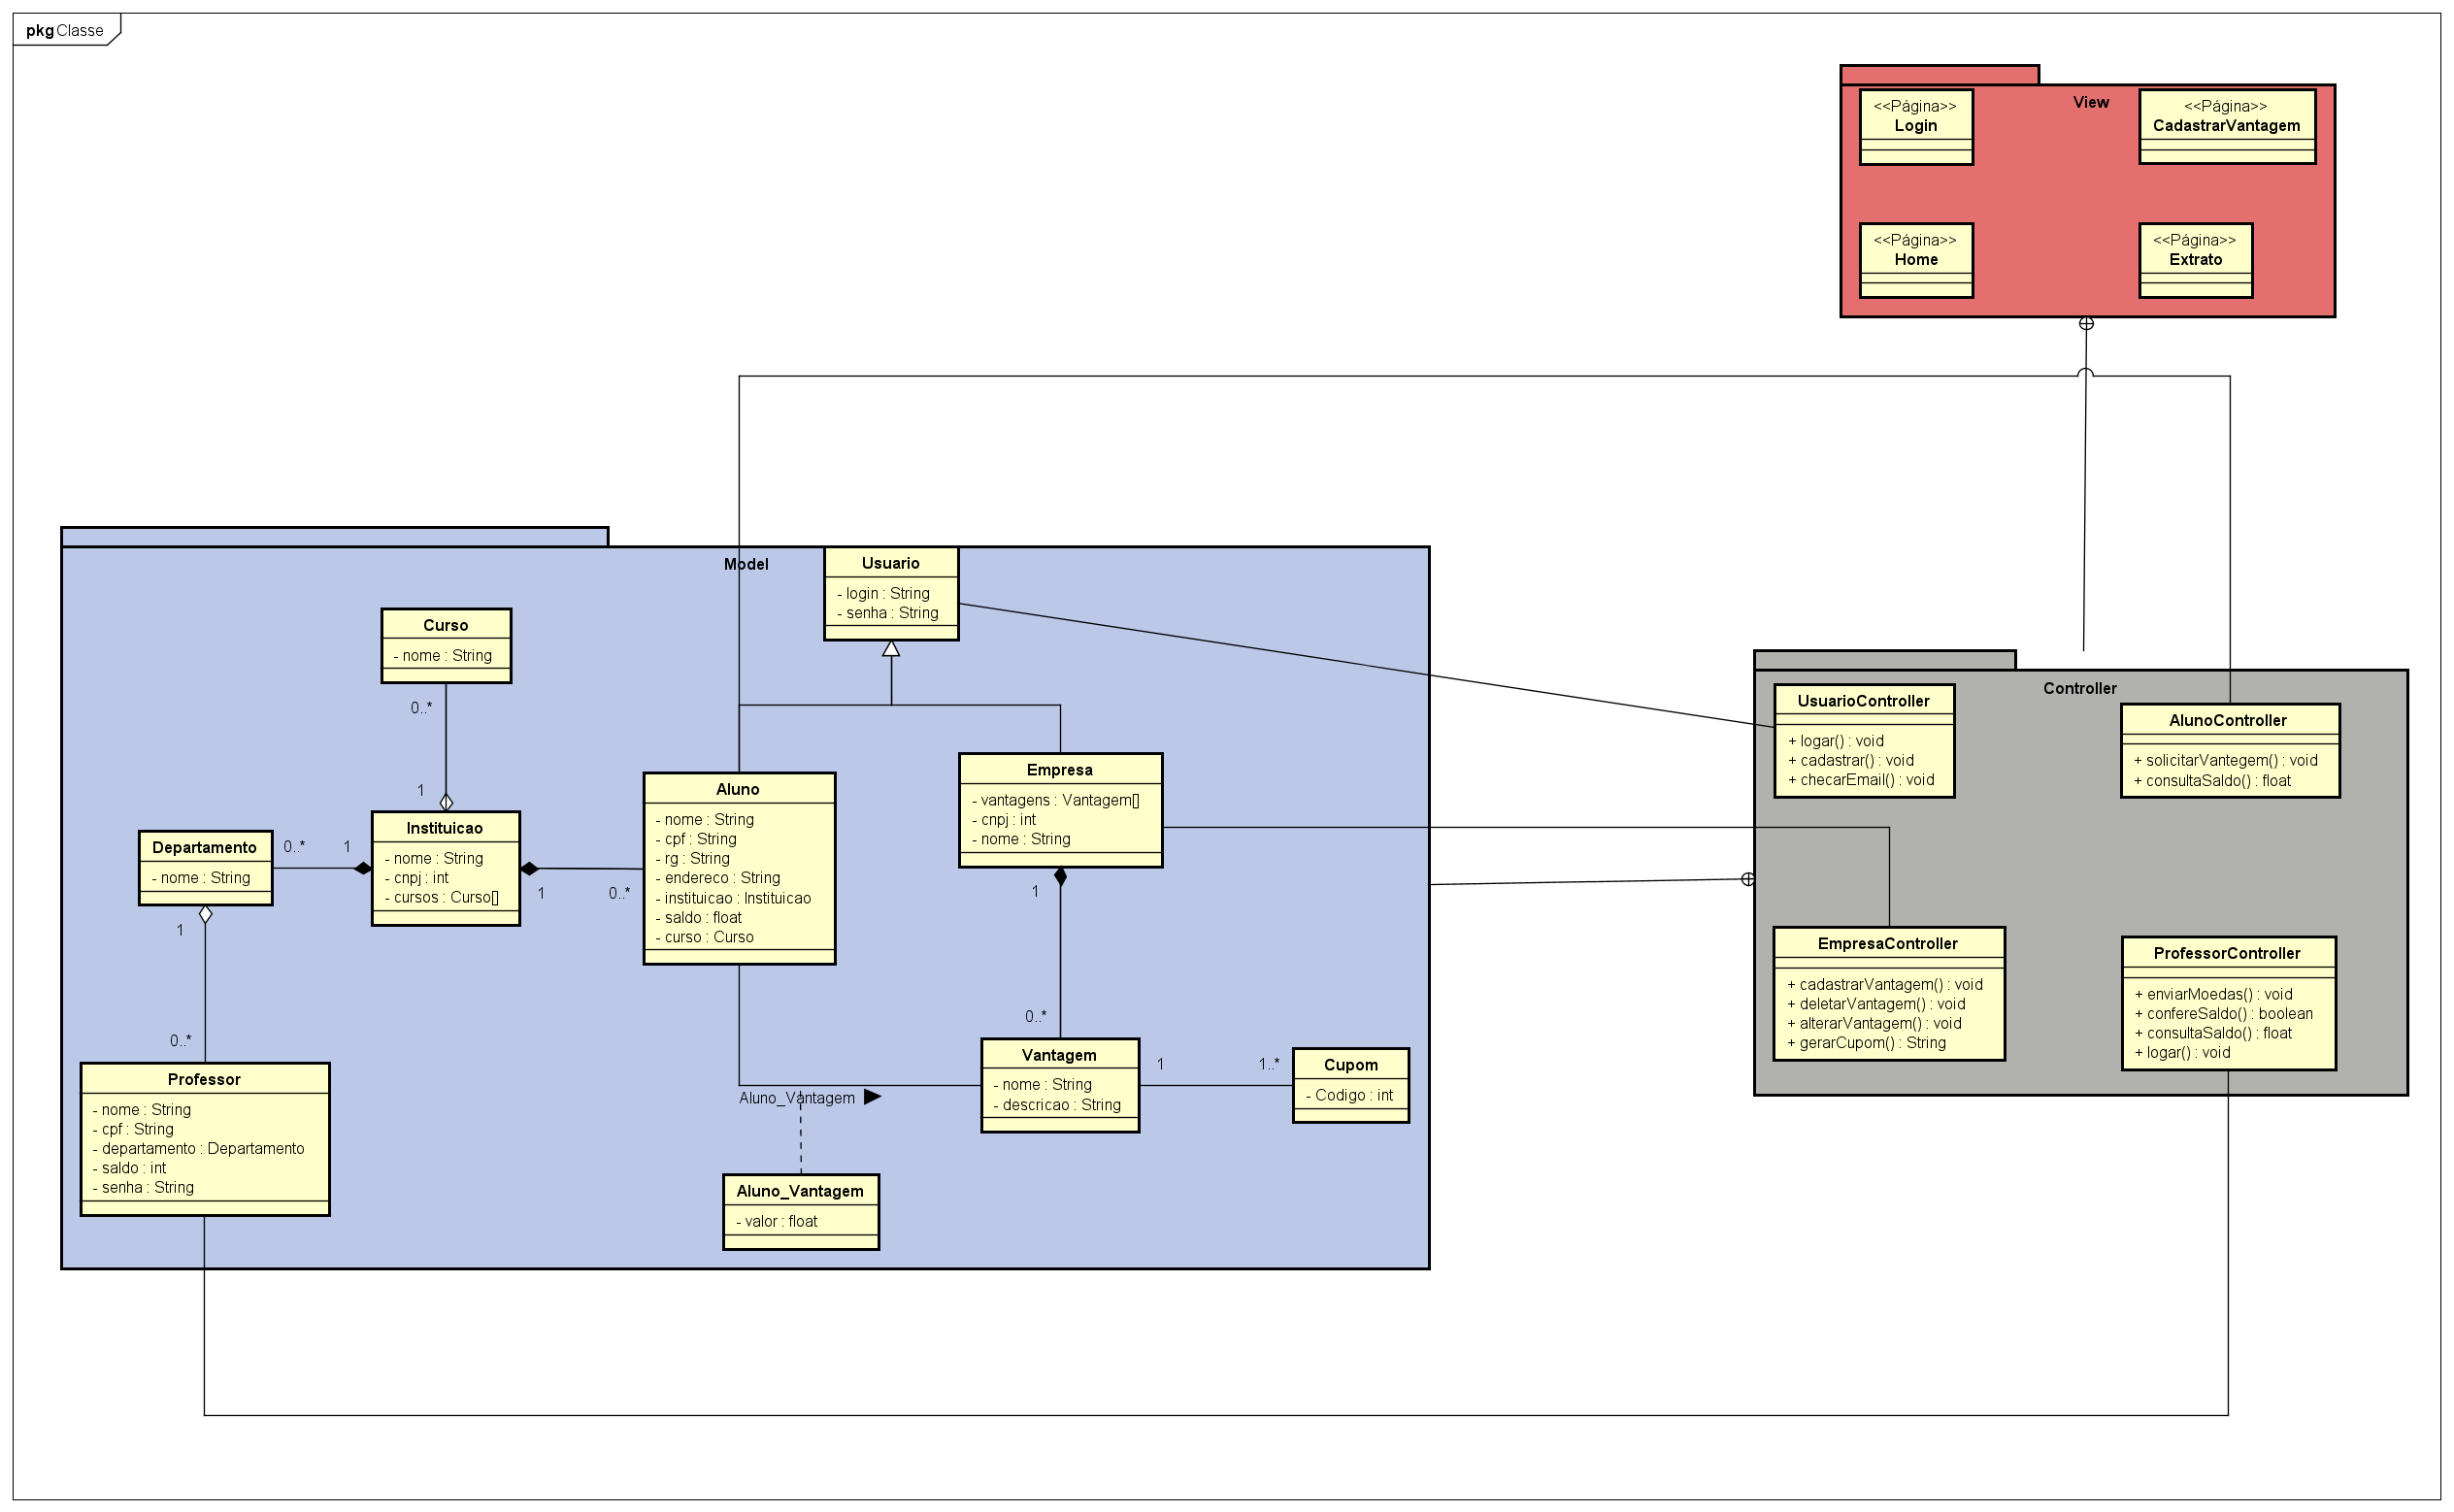 pkg Classe
View
<<Página>>
Login
<<Página>>
CadastrarVantagem
<<Página>>
Home
<<Página>>
Extrato
Model
Usuario
- login : String
- senha : String
Curso
- nome : String
0..*
1
Instituicao
- nome : String
- cnpj : int
- cursos : Curso[]
Departamento
- nome : String
0..*
1
1
0..*
1
0..*
Aluno
- nome : String
- cpf : String
- rg : String
- endereco : String
- instituicao : Instituicao
- saldo : float
- curso : Curso
Empresa
- vantagens : Vantagem[]
- cnpj : int
- nome : String
1
0..*
Vantagem
- nome : String
- descricao : String
1
1..*
Cupom
- Codigo : int
Professor
- nome : String
- cpf : String
- departamento : Departamento
- saldo : int
- senha : String
Aluno_Vantagem
Aluno_Vantagem
- valor : float
Controller
UsuarioController
+ logar() : void
+ cadastrar() : void
+ checarEmail() : void
AlunoController
+ solicitarVantegem() : void
+ consultaSaldo() : float
EmpresaController
+ cadastrarVantagem() : void
+ deletarVantagem() : void
+ alterarVantagem() : void
+ gerarCupom() : String
ProfessorController
+ enviarMoedas() : void
+ confereSaldo() : boolean
+ consultaSaldo() : float
+ logar() : void